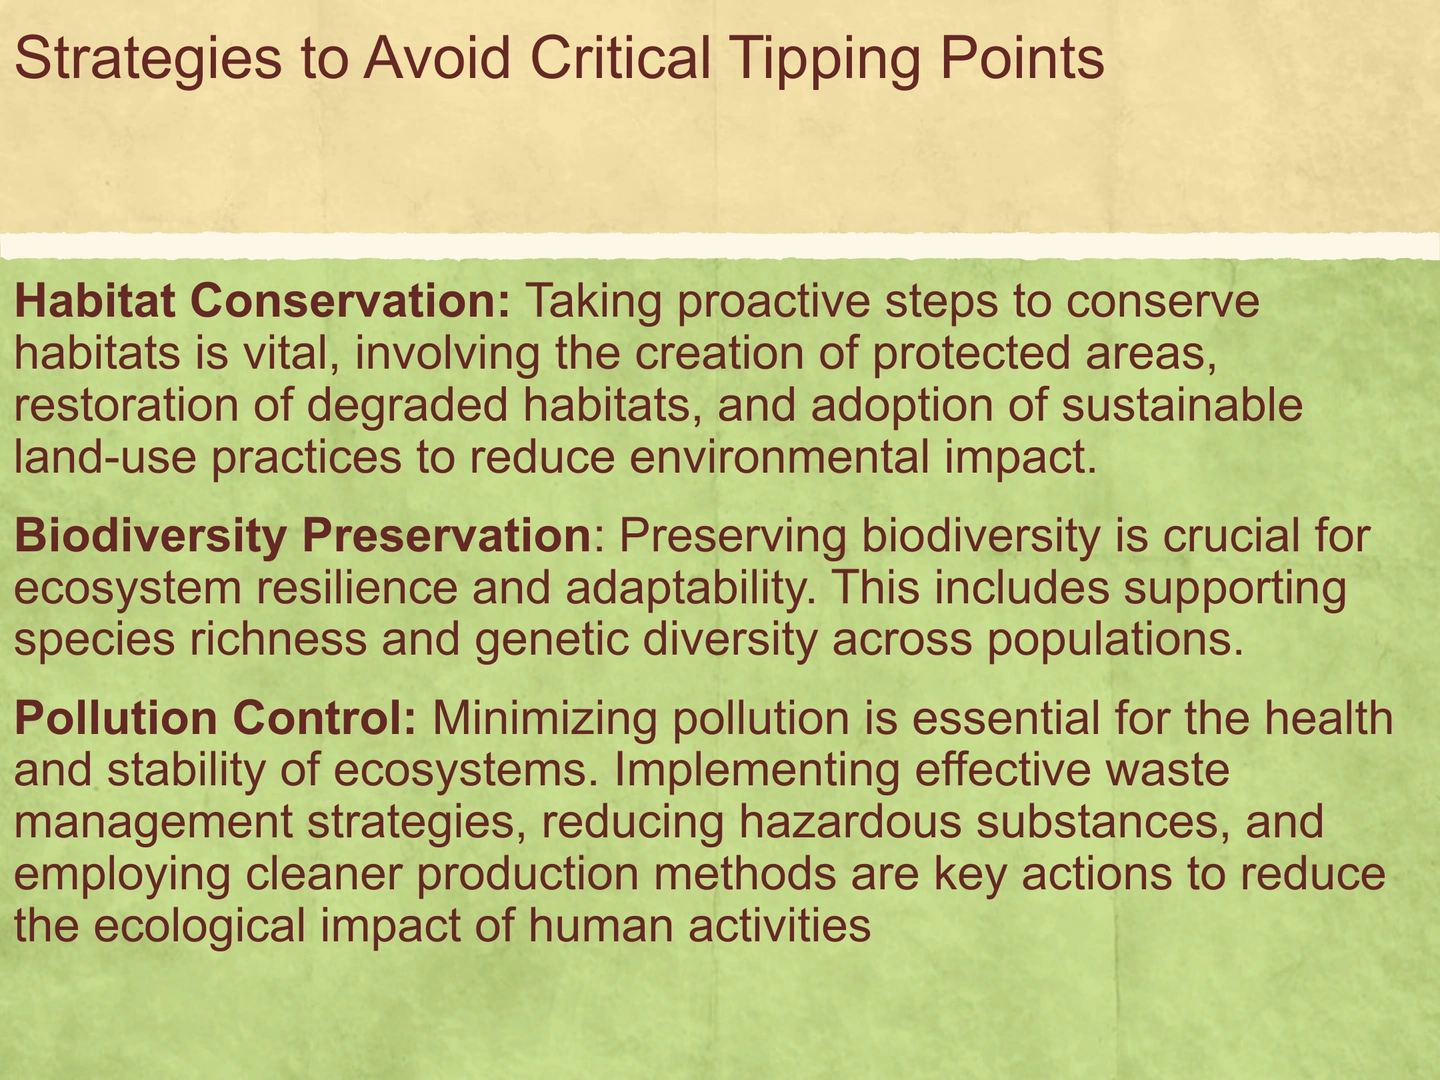 Strategies to Avoid Critical Tipping Points
Habitat Conservation: Taking proactive steps to conserve
habitats is vital, involving the creation of protected areas,
restoration of degraded habitats, and adoption of sustainable
land-use practices to reduce environmental impact.
Biodiversity Preservation: Preserving biodiversity is crucial for
ecosystem resilience and adaptability. This includes supporting
species richness and genetic diversity across populations.
Pollution Control: Minimizing pollution is essential for the health
and stability of ecosystems. Implementing effective waste
management strategies, reducing hazardous substances, and
employing cleaner production methods are key actions to reduce
the ecological impact of human activities